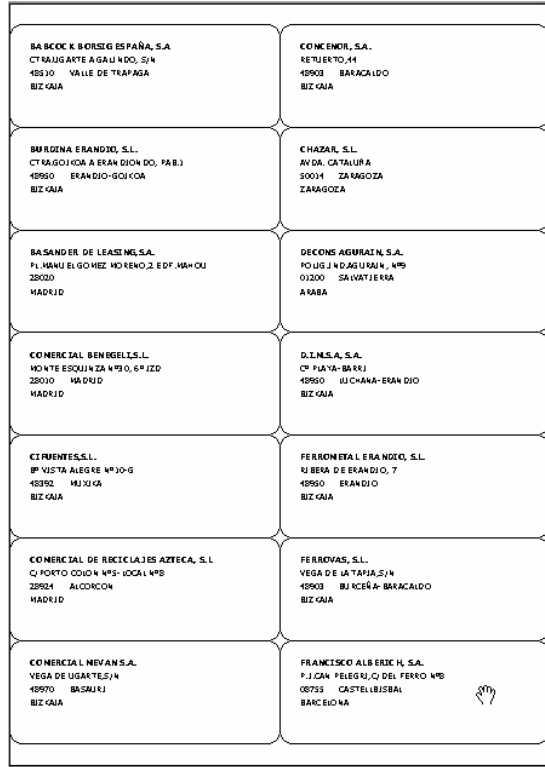 BABCOCK BORSIG ESPAÑA, S.A
CTRA.UGARTE A GALINDO, S/N
48510 VALLE DE TRAPAGA
BIZKAIA
CONCENOR, S.A.
RETUERTO,44
48903 BARACALDO
BIZKAIA
BURDINA ERANDIO, S.L.
CTRA.GOIKOA A ERANDIONDO, PAB.1
48950 ERANDIO-GOIKOA
BIZKAIA
CHAZAR, S.L.
AVDA. CATALUÑA
50014 ZARAGOZA
ZARAGOZA
BASANDER DE LEASING,S.A.
PL.MANUEL GOMEZ MORENO,2 EDF.MAHOU
28020
MADRID
DECONS AGURAIN, S.A.
POLIG.IND.AGURAIN, Nº9
01200 SALVATIERRA
ARABA
COMERCIAL BENEGELI,S.L.
MONTE ESQUINZA Nº30, 6º IZD
28010 MADRID
MADRID
D.I.N.S.A, S.A.
Cº PLAYA-BARRI
48950 LUCHANA-ERANDIO
BIZKAIA
CIFUENTES,S.L.
Bº VISTA ALEGRE Nº10-G
48392 MUXIKA
BIZKAIA
FERROMETAL ERANDIO, S.L.
RIBERA DE ERANDIO, 7
48950 ERANDIO
BIZKAIA
COMERCIAL DE RECICLAJES AZTECA, S.L
C/ PORTO COLON Nº5-LOCAL Nº8
28924 ALCORCON
MADRID
FERROVAS, S.L.
VEGA DE LA TAPIA,S/N
48903 BURCEÑA-BARACALDO
BIZKAIA
COMERCIAL NEVAN S.A.
VEGA DE UGARTE,S/N
48970 BASAURI
BIZKAIA
FRANCISCO ALBERICH, S.A.
P.I.CAN PELEGRI,C/ DEL FERRO Nº8
08755 CASTELLBISBAL
BARCELONA